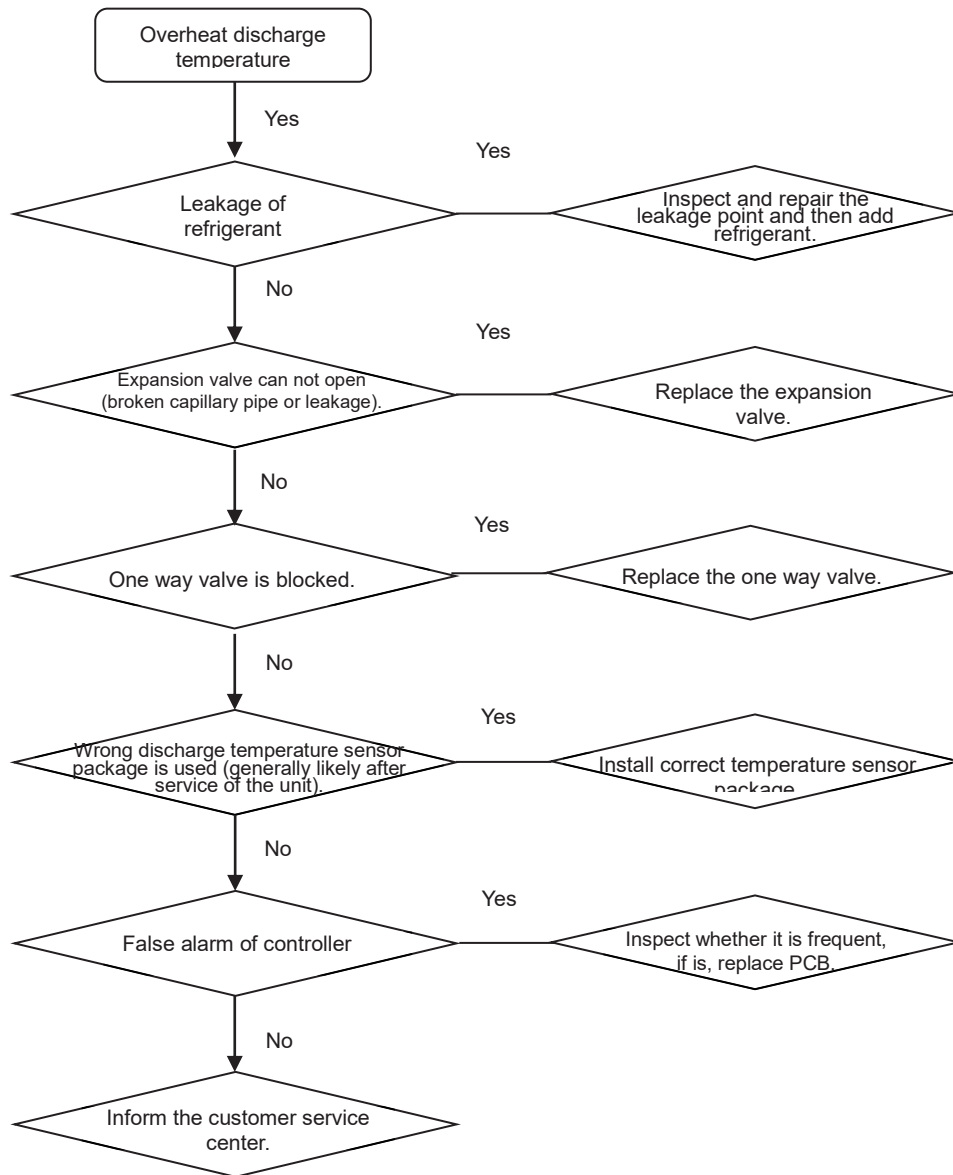 Overheat discharge
temperature
Yes
Yes
Leakage of
refrigerant
Inspect and repair the
leakage point and then add
refrigerant.
No
Yes
Expansion valve can not open
(broken capillary pipe or leakage).
Replace the expansion
valve.
No
Yes
One way valve is blocked.
Replace the one way valve.
No
Yes
Wrong discharge temperature sensor
package is used (generally likely after
service of the unit).
Install correct temperature sensor
package
No
Yes
False alarm of controller
Inspect whether it is frequent,
if is, replace PCB.
No
Inform the customer service
center.